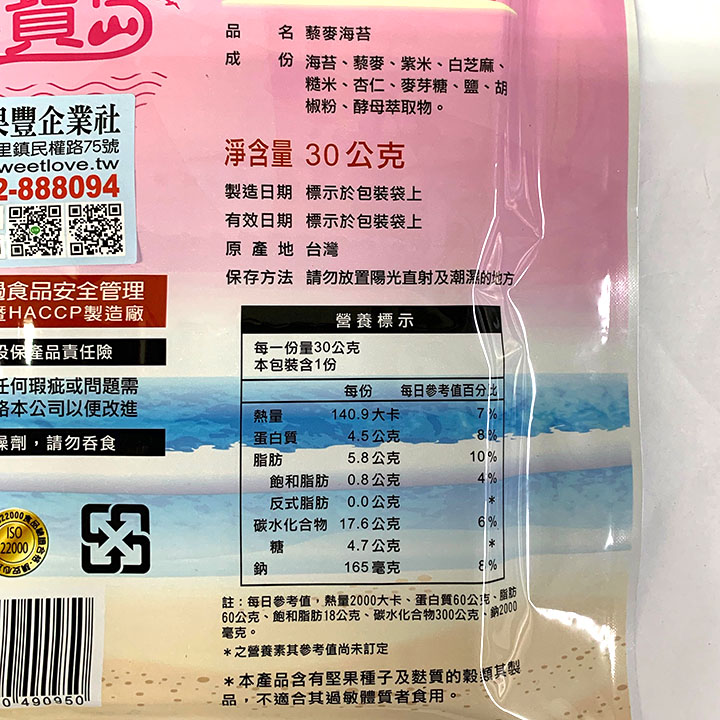 寶島
品名 藜麥海苔
成份 海苔、藜麥、紫米、白芝麻、
糙米、杏仁、麥芽糖、鹽、胡
椒粉、酵母萃取物。
淨含量 30公克
製造日期 標示於包裝袋上
有效日期 標示於包裝袋上
原產地 台灣
保存方法 請勿放置陽光直射及潮濕的地方
果豐企業社
里鎮民權路75號
weetlove.tw
2-888094
過食品安全管理
暨HACCP製造廠
投保產品責任險
任何瑕疵或問題需
絡本公司以便改進
燥劑，請勿吞食
營養標示
每一份量30公克
本包裝含1份
每份 每日參考值百分比
熱量 140.9大卡 7%
蛋白質 4.5公克 8%
脂肪 5.8公克 10%
飽和脂肪 0.8公克 4%
反式脂肪 0.0公克 *
碳水化合物 17.6公克 6%
糖 4.7公克 *
鈉 165毫克 8%
註：每日參考值，熱量2000大卡、蛋白質60公克、脂肪
60公克、飽和脂肪18公克、碳水化合物300公克、鈉2000
毫克。
*之營養素其參考值尚未訂定
*本產品含有堅果種子及麩質的穀類其製
品，不適合其過敏體質者食用。
ISO
22000
0 490950